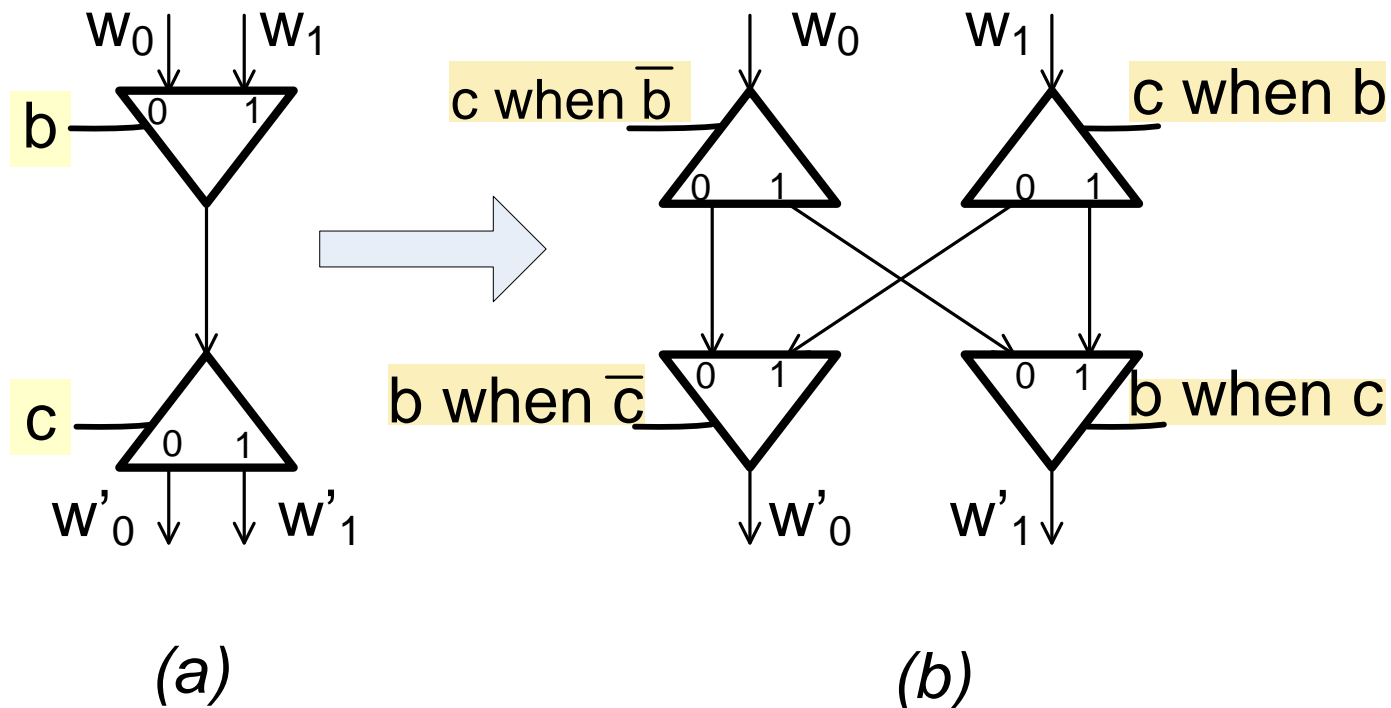 w₀ w₁
b
0 1
c
0 1
w’₀ w’₁
(a)
w₀ w₁
c when b̅
c when b
0 1
0 1
0 1
0 1
b when c̅
b when c
w’₀ w’₁
(b)